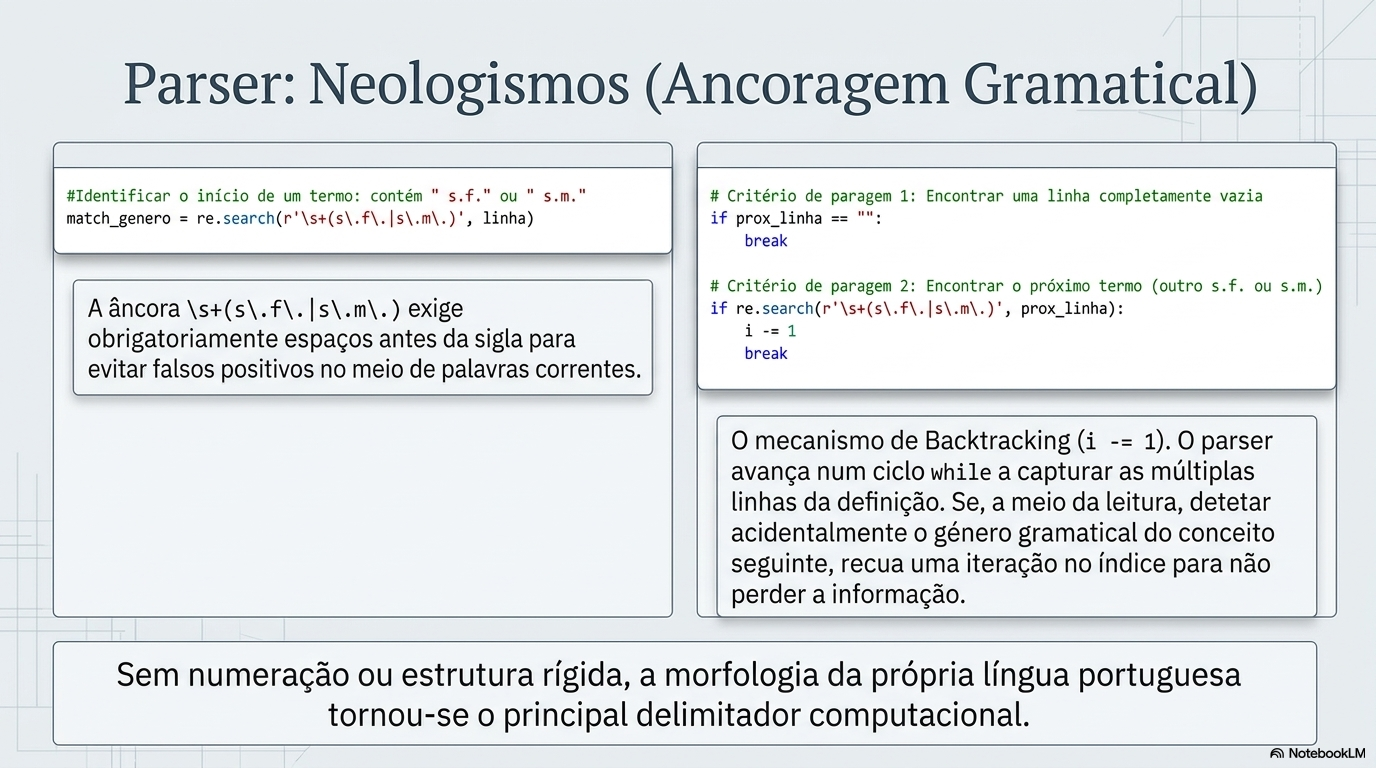 Parser: Neologismos (Ancoragem Gramatical)
#Identificar o início de um termo: contém " s.f." ou " s.m."
match_genero = re.search(r'\s+(s\.f\.|s\.m\.)', linha)
A âncora \s+(s\.f\.|s\.m\.) exige
obrigatoriamente espaços antes da sigla para
evitar falsos positivos no meio de palavras correntes.
# Critério de paragem 1: Encontrar uma linha completamente vazia
if prox_linha == "":
    break
# Critério de paragem 2: Encontrar o próximo termo (outro s.f. ou s.m.)
if re.search(r'\s+(s\.f\.|s\.m\.)', prox_linha):
    i -= 1
    break
O mecanismo de Backtracking (i -= 1). O parser
avança num ciclo while a capturar as múltiplas
linhas da definição. Se, a meio da leitura, detetar
acidentalmente o género gramatical do conceito
seguinte, recua uma iteração no índice para não
perder a informação.
Sem numeração ou estrutura rígida, a morfologia da própria língua portuguesa
tornou-se o principal delimitador computacional.
NotebookLM